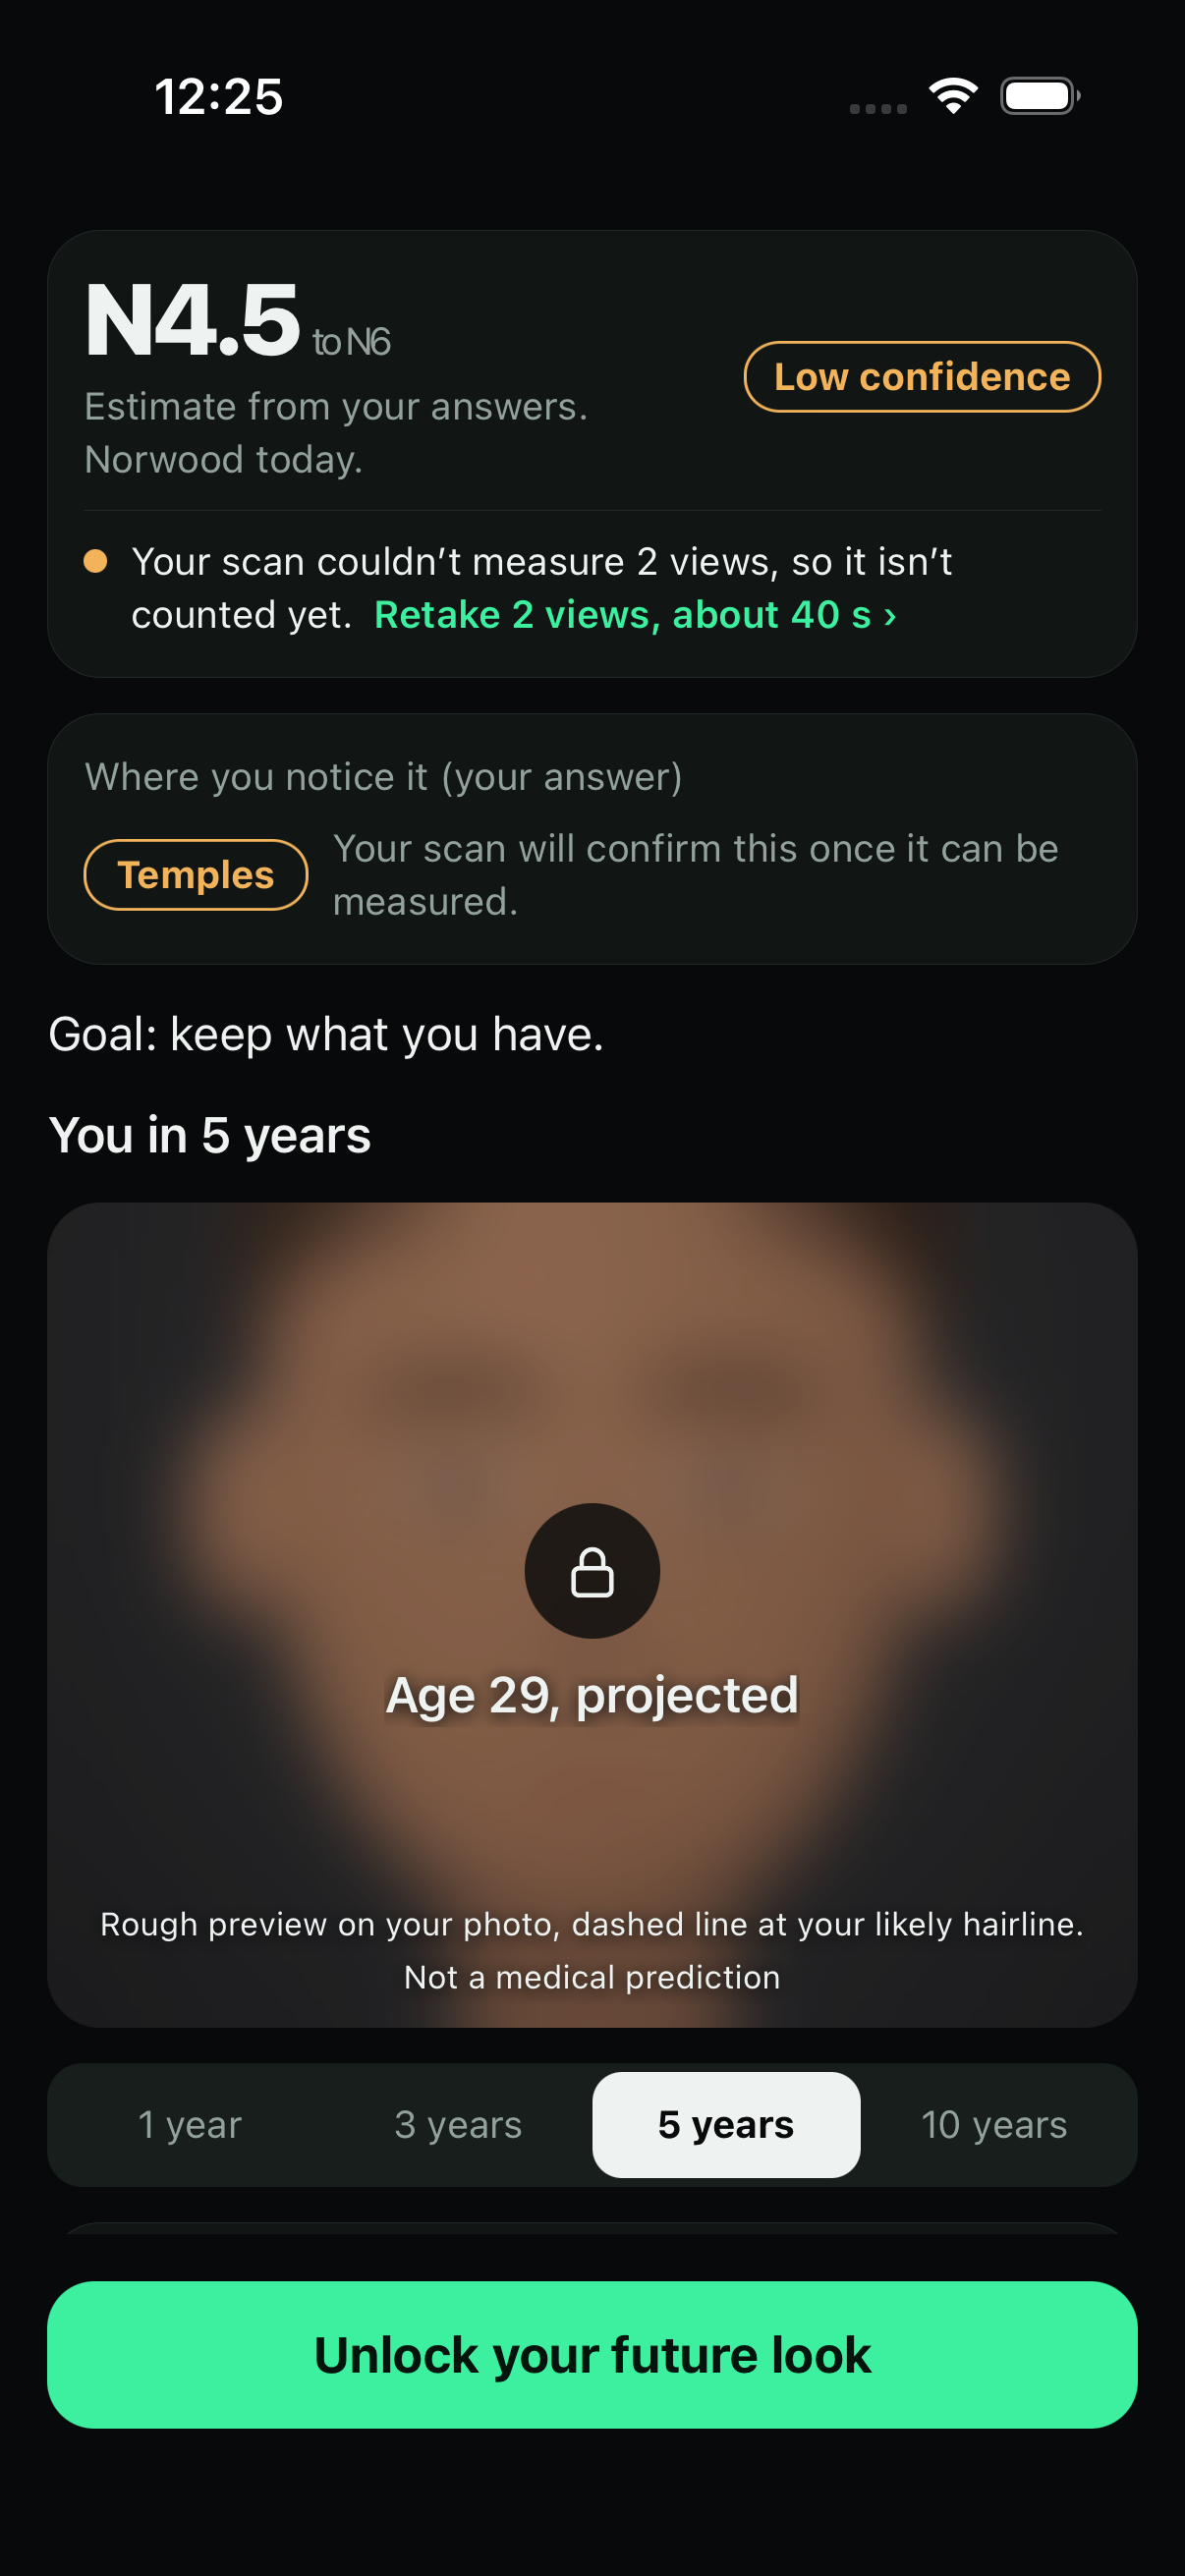 12:25
N4.5 to N6
Low confidence
Estimate from your answers.
Norwood today.
Your scan couldn’t measure 2 views, so it isn’t
counted yet. Retake 2 views, about 40 s ›
Where you notice it (your answer)
Temples
Your scan will confirm this once it can be
measured.
Goal: keep what you have.
You in 5 years
Age 29, projected
Rough preview on your photo, dashed line at your likely hairline.
Not a medical prediction
1 year
3 years
5 years
10 years
Unlock your future look